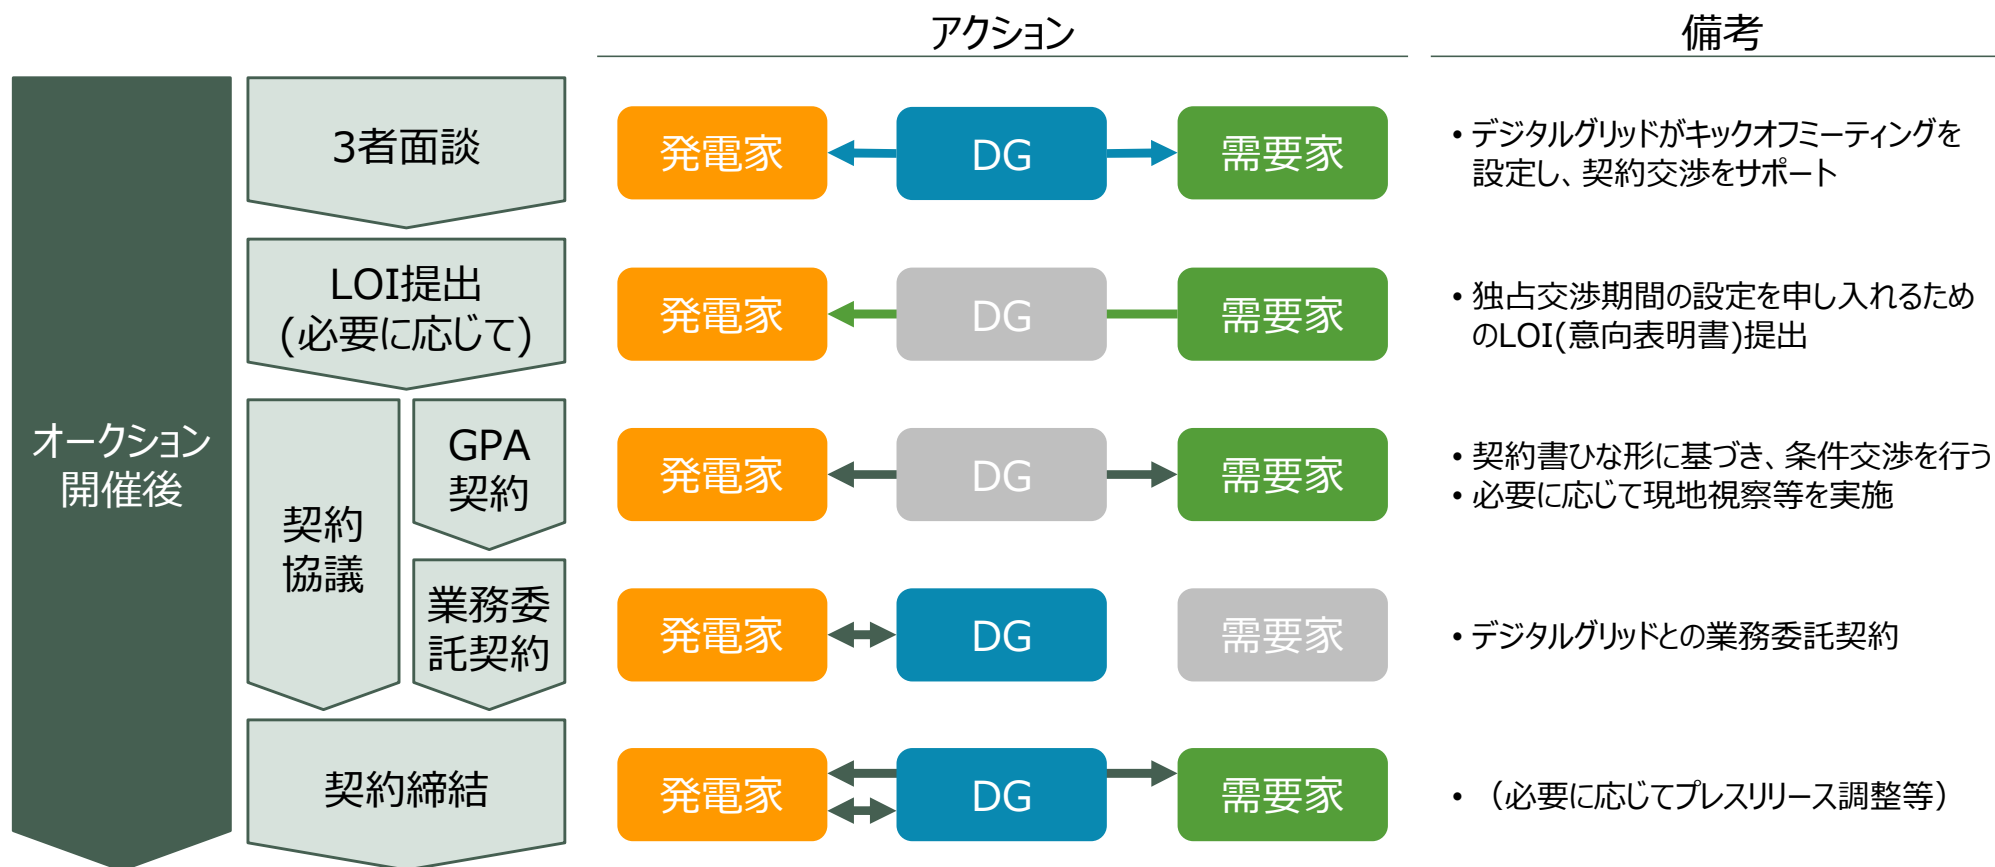 アクション
備考
オークション
開催後
3者面談
発電家
DG
需要家
• デジタルグリッドがキックオフミーティングを
設定し、契約交渉をサポート
LOI提出
(必要に応じて)
発電家
DG
需要家
• 独占交渉期間の設定を申し入れるため
のLOI(意向表明書)提出
契約
協議
GPA
契約
発電家
DG
需要家
• 契約書ひな形に基づき、条件交渉を行う
• 必要に応じて現地視察等を実施
業務委
託契約
発電家
DG
需要家
• デジタルグリッドとの業務委託契約
契約締結
発電家
DG
需要家
• （必要に応じてプレスリリース調整等）